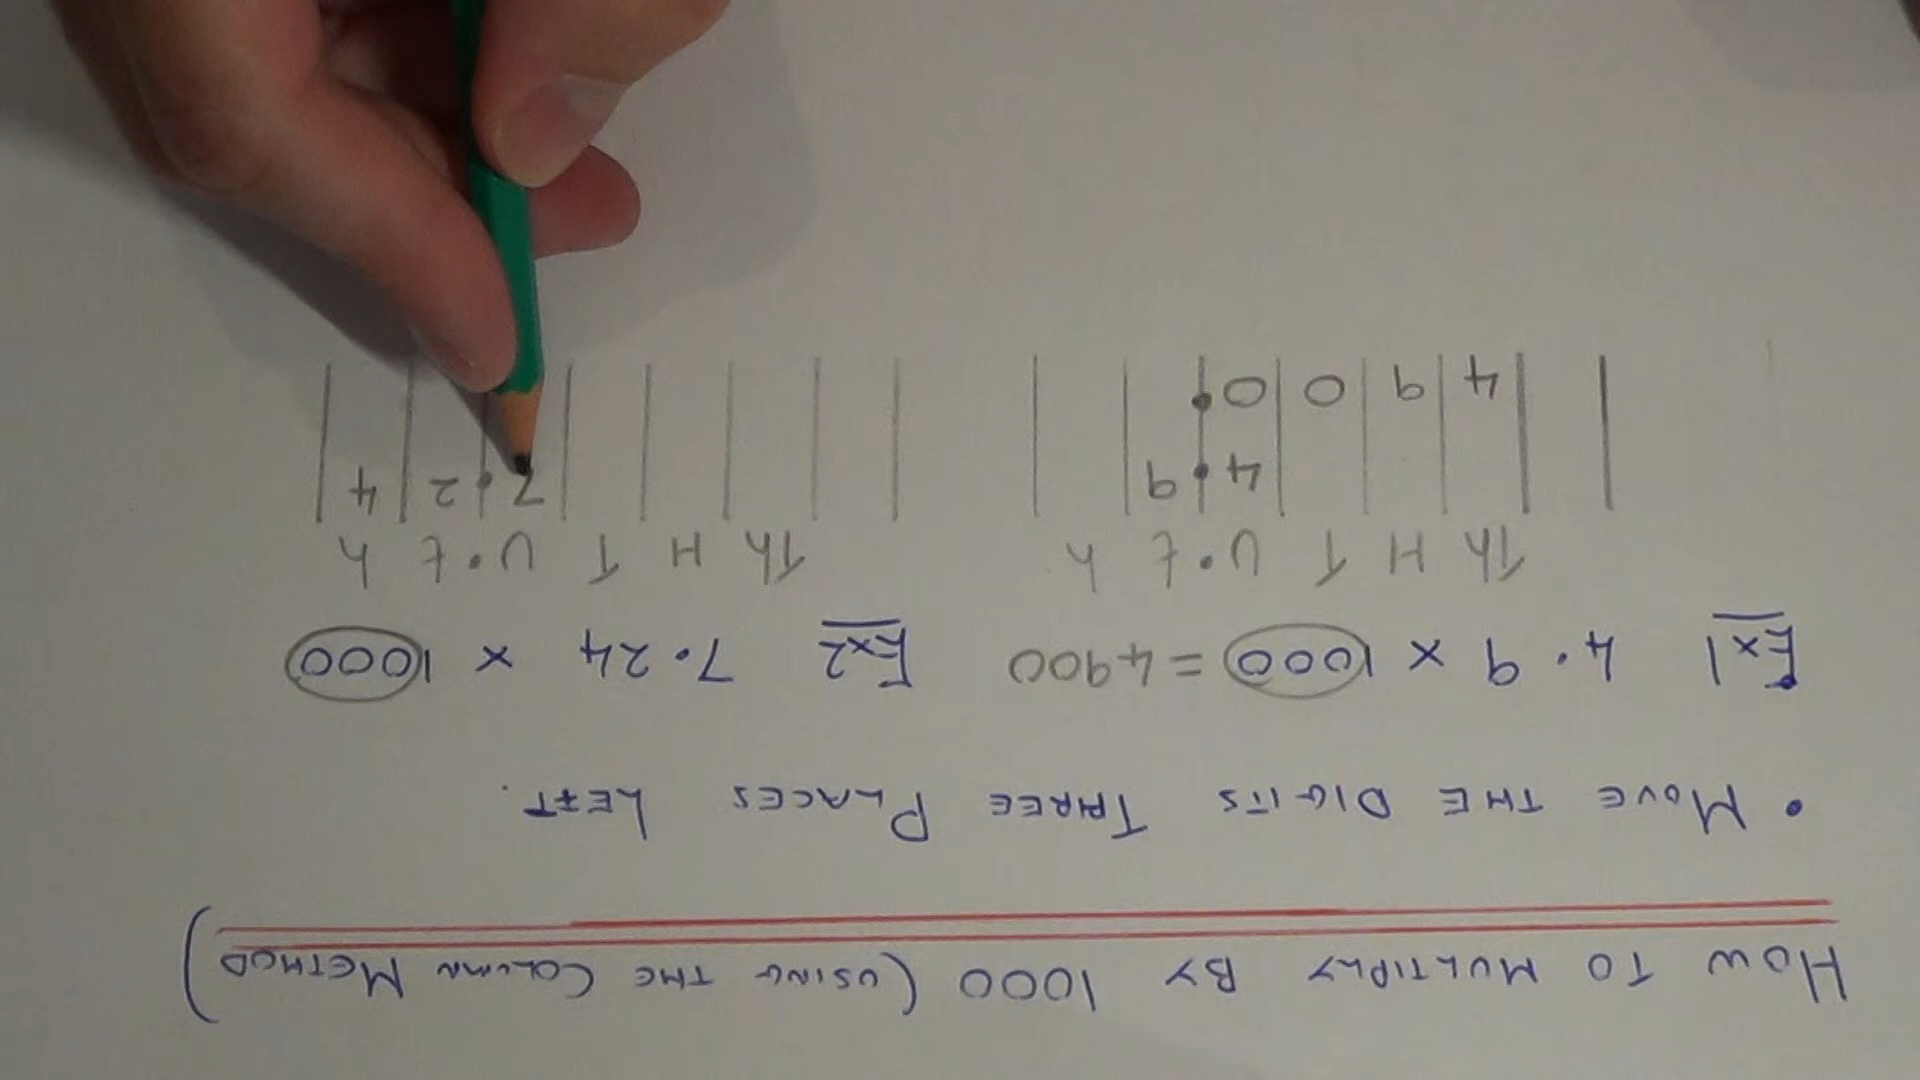 HOW TO MULTIPLY BY 1000 (USING THE COLUMN METHOD)
• MOVE THE DIGITS THREE PLACES LEFT.
Ex1 4.9 x 1000 = 4900 Ex2 7.24 x 1000
Th H T U . t h Th H T U . t h
4 . 9 7 . 2 4
4 9 0 0 .